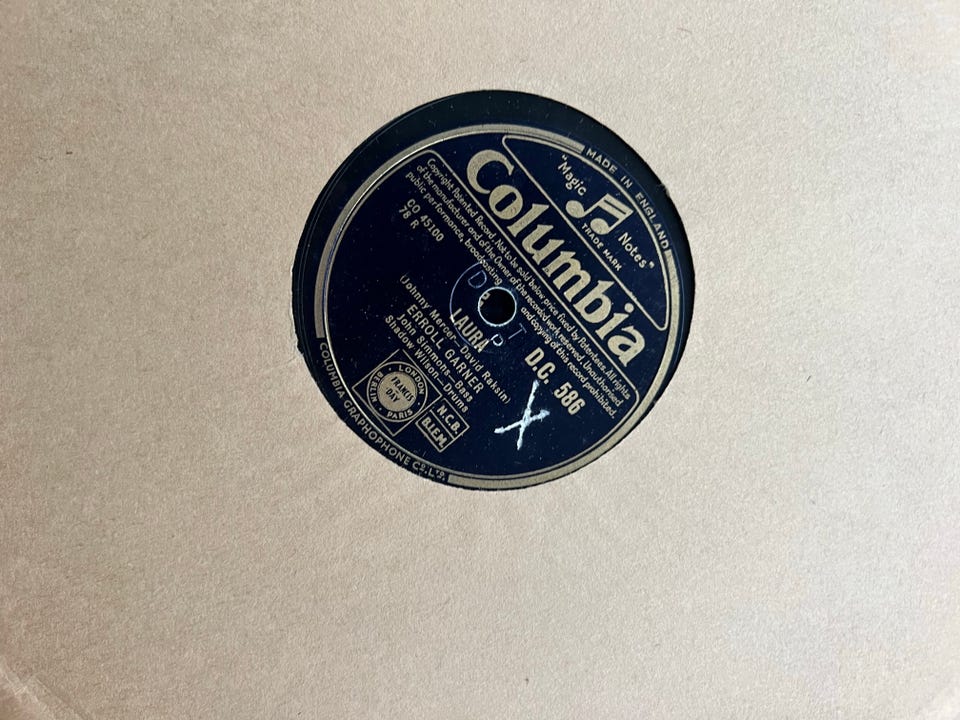 MADE IN ENGLAND
"Magic Notes"
TRADE MARK
Columbia
Copyright Patented Record. Not to be sold below price fixed by Patentees. All rights
of the manufacturer and of the Owner of the recorded work reserved. Unauthorised
public performance, broadcasting and copying of this record prohibited.
CO 45100
78 R
D.C. 586
LAURA
(Johnny Mercer—David Raksin)
ERROLL GARNER
John Simmons—Bass
Shadow Wilson—Drums
LONDON
FRANCIS
DAY
BERLIN
PARIS
N.C.B.
B.I.E.M.
X
COLUMBIA GRAPHOPHONE CO. LTD.